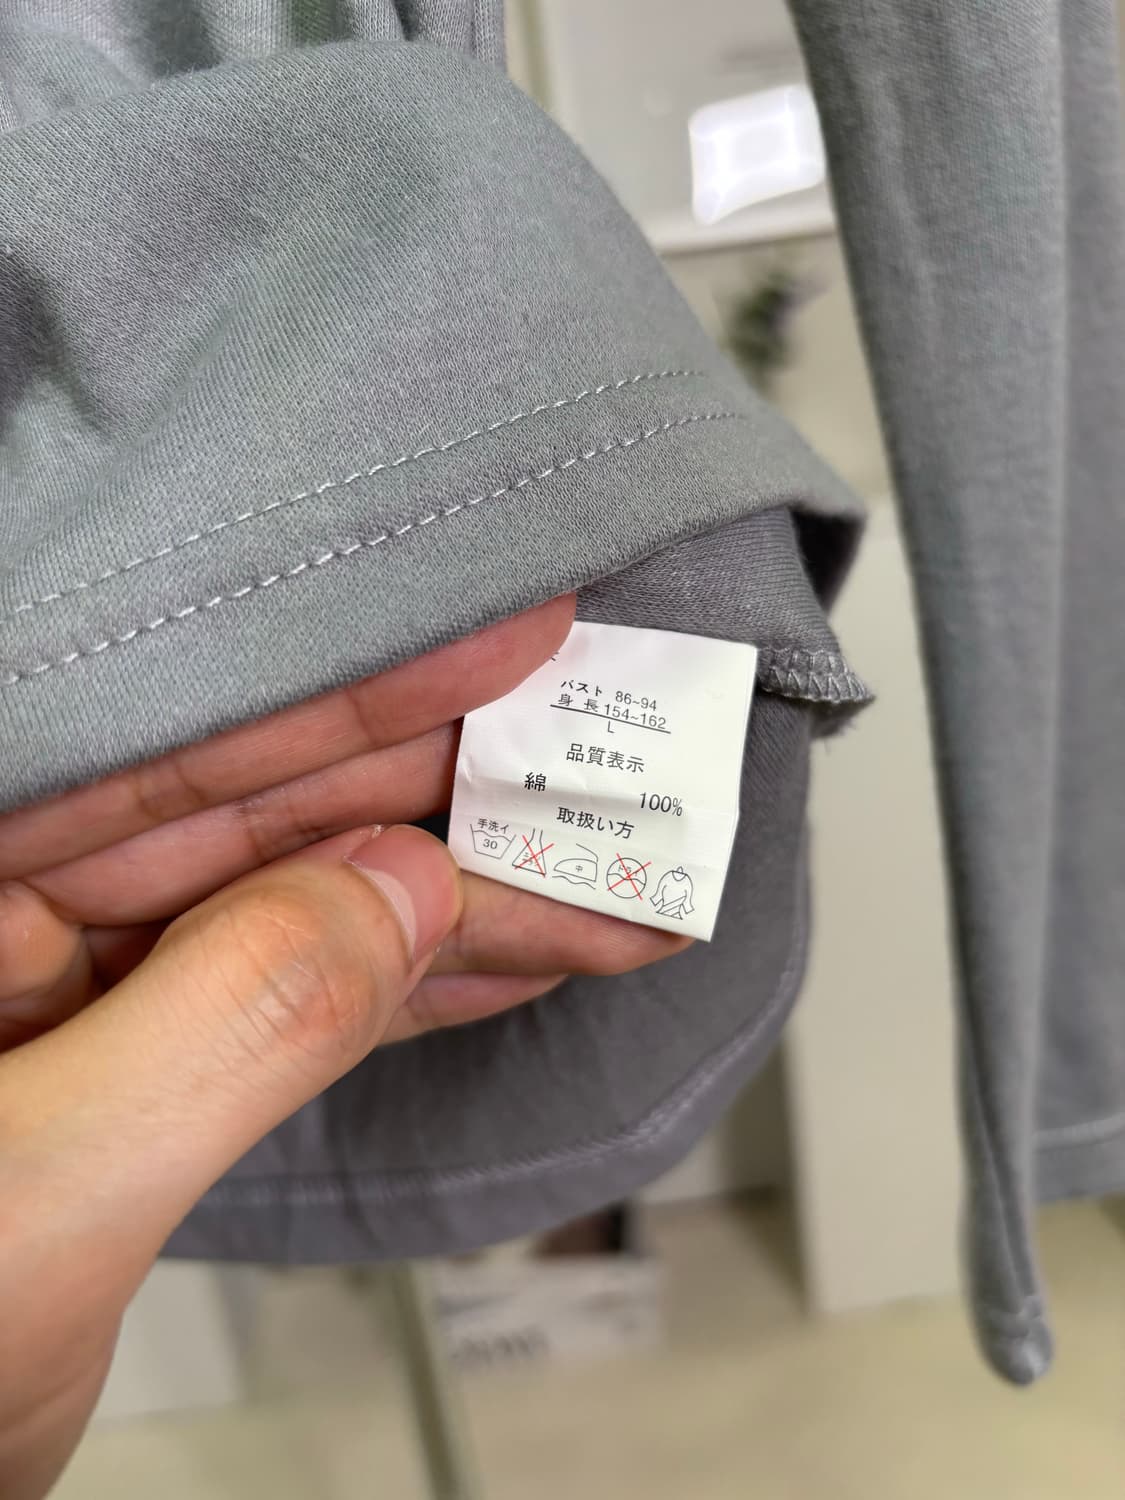 バスト 86~94
身 長 154~162
L
品質表示
綿 100%
取扱い方
手洗イ
30
中